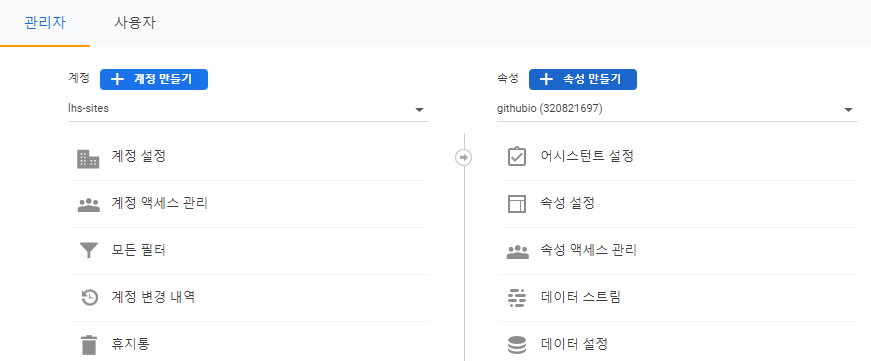 관리자 사용자
계정 계정 만들기
lhs-sites
계정 설정
계정 액세스 관리
모든 필터
계정 변경 내역
휴지통
속성 속성 만들기
githubio (320821697)
어시스턴트 설정
속성 설정
속성 액세스 관리
데이터 스트림
데이터 설정